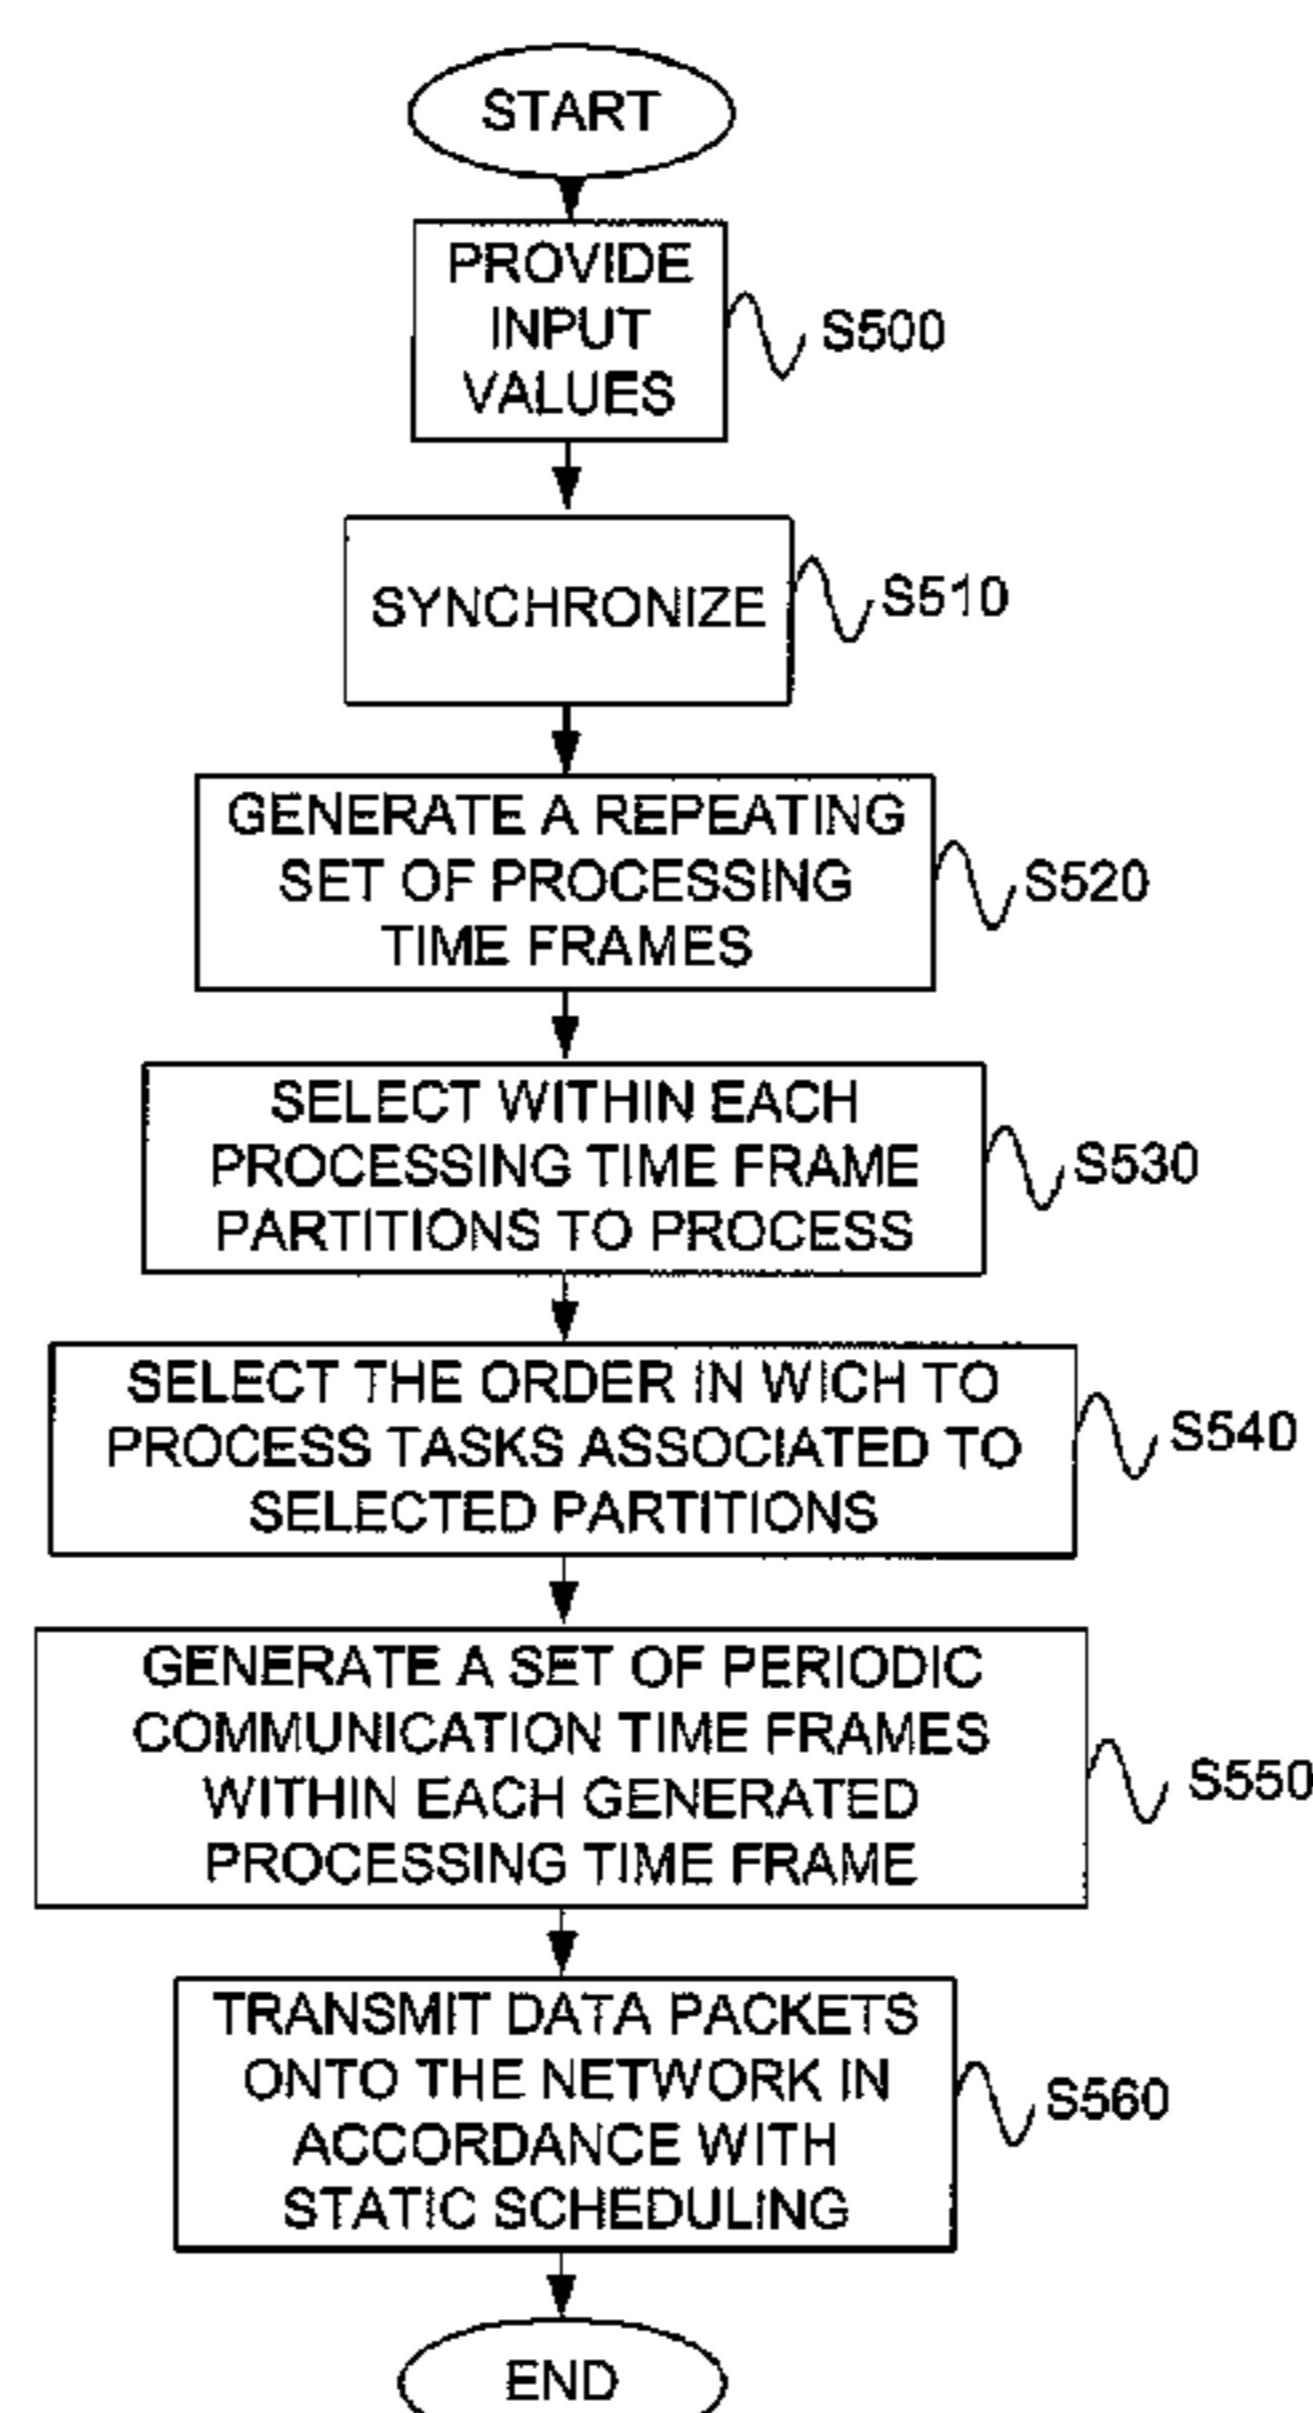 START
PROVIDE
INPUT
VALUES
S500
SYNCHRONIZE
S510
GENERATE A REPEATING
SET OF PROCESSING
TIME FRAMES
S520
SELECT WITHIN EACH
PROCESSING TIME FRAME
PARTITIONS TO PROCESS
S530
SELECT THE ORDER IN WICH TO
PROCESS TASKS ASSOCIATED TO
SELECTED PARTITIONS
S540
GENERATE A SET OF PERIODIC
COMMUNICATION TIME FRAMES
WITHIN EACH GENERATED
PROCESSING TIME FRAME
S550
TRANSMIT DATA PACKETS
ONTO THE NETWORK IN
ACCORDANCE WITH
STATIC SCHEDULING
S560
END